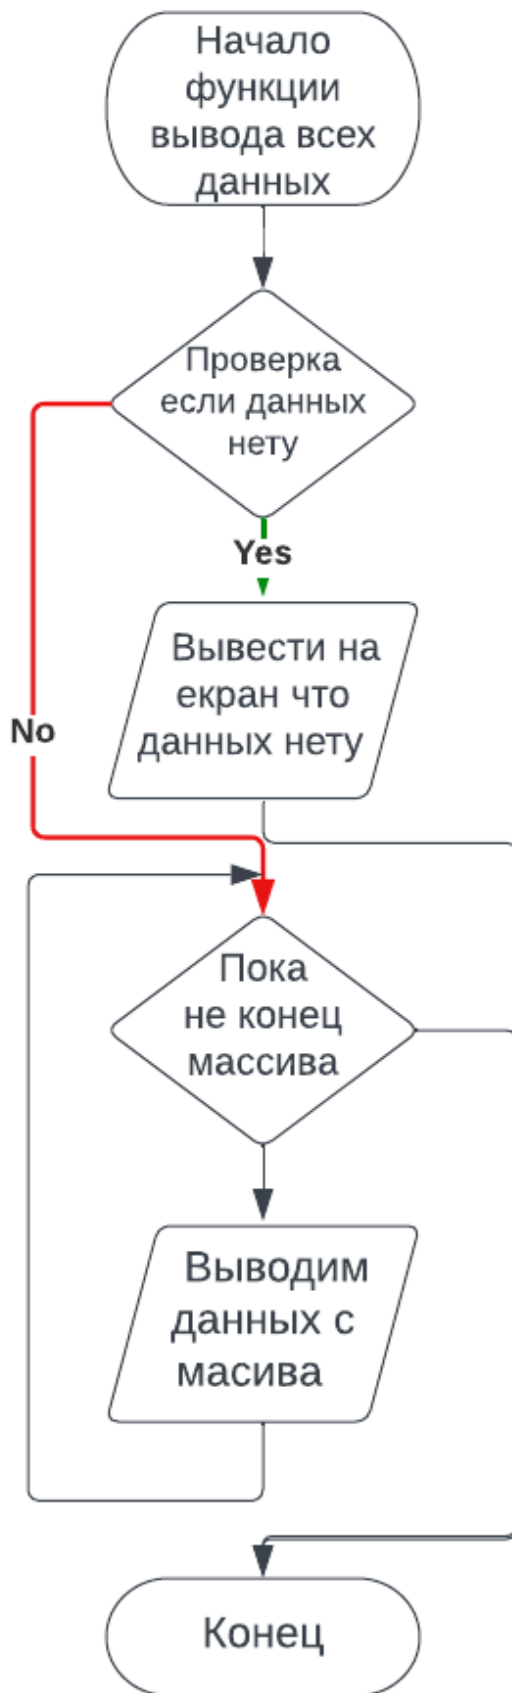 Начало
функции
вывода всех
данных
Проверка
если данных
нету
Yes
Вывести на
екран что
данных нету
No
Пока
не конец
массива
Выводим
данных с
масива
Конец